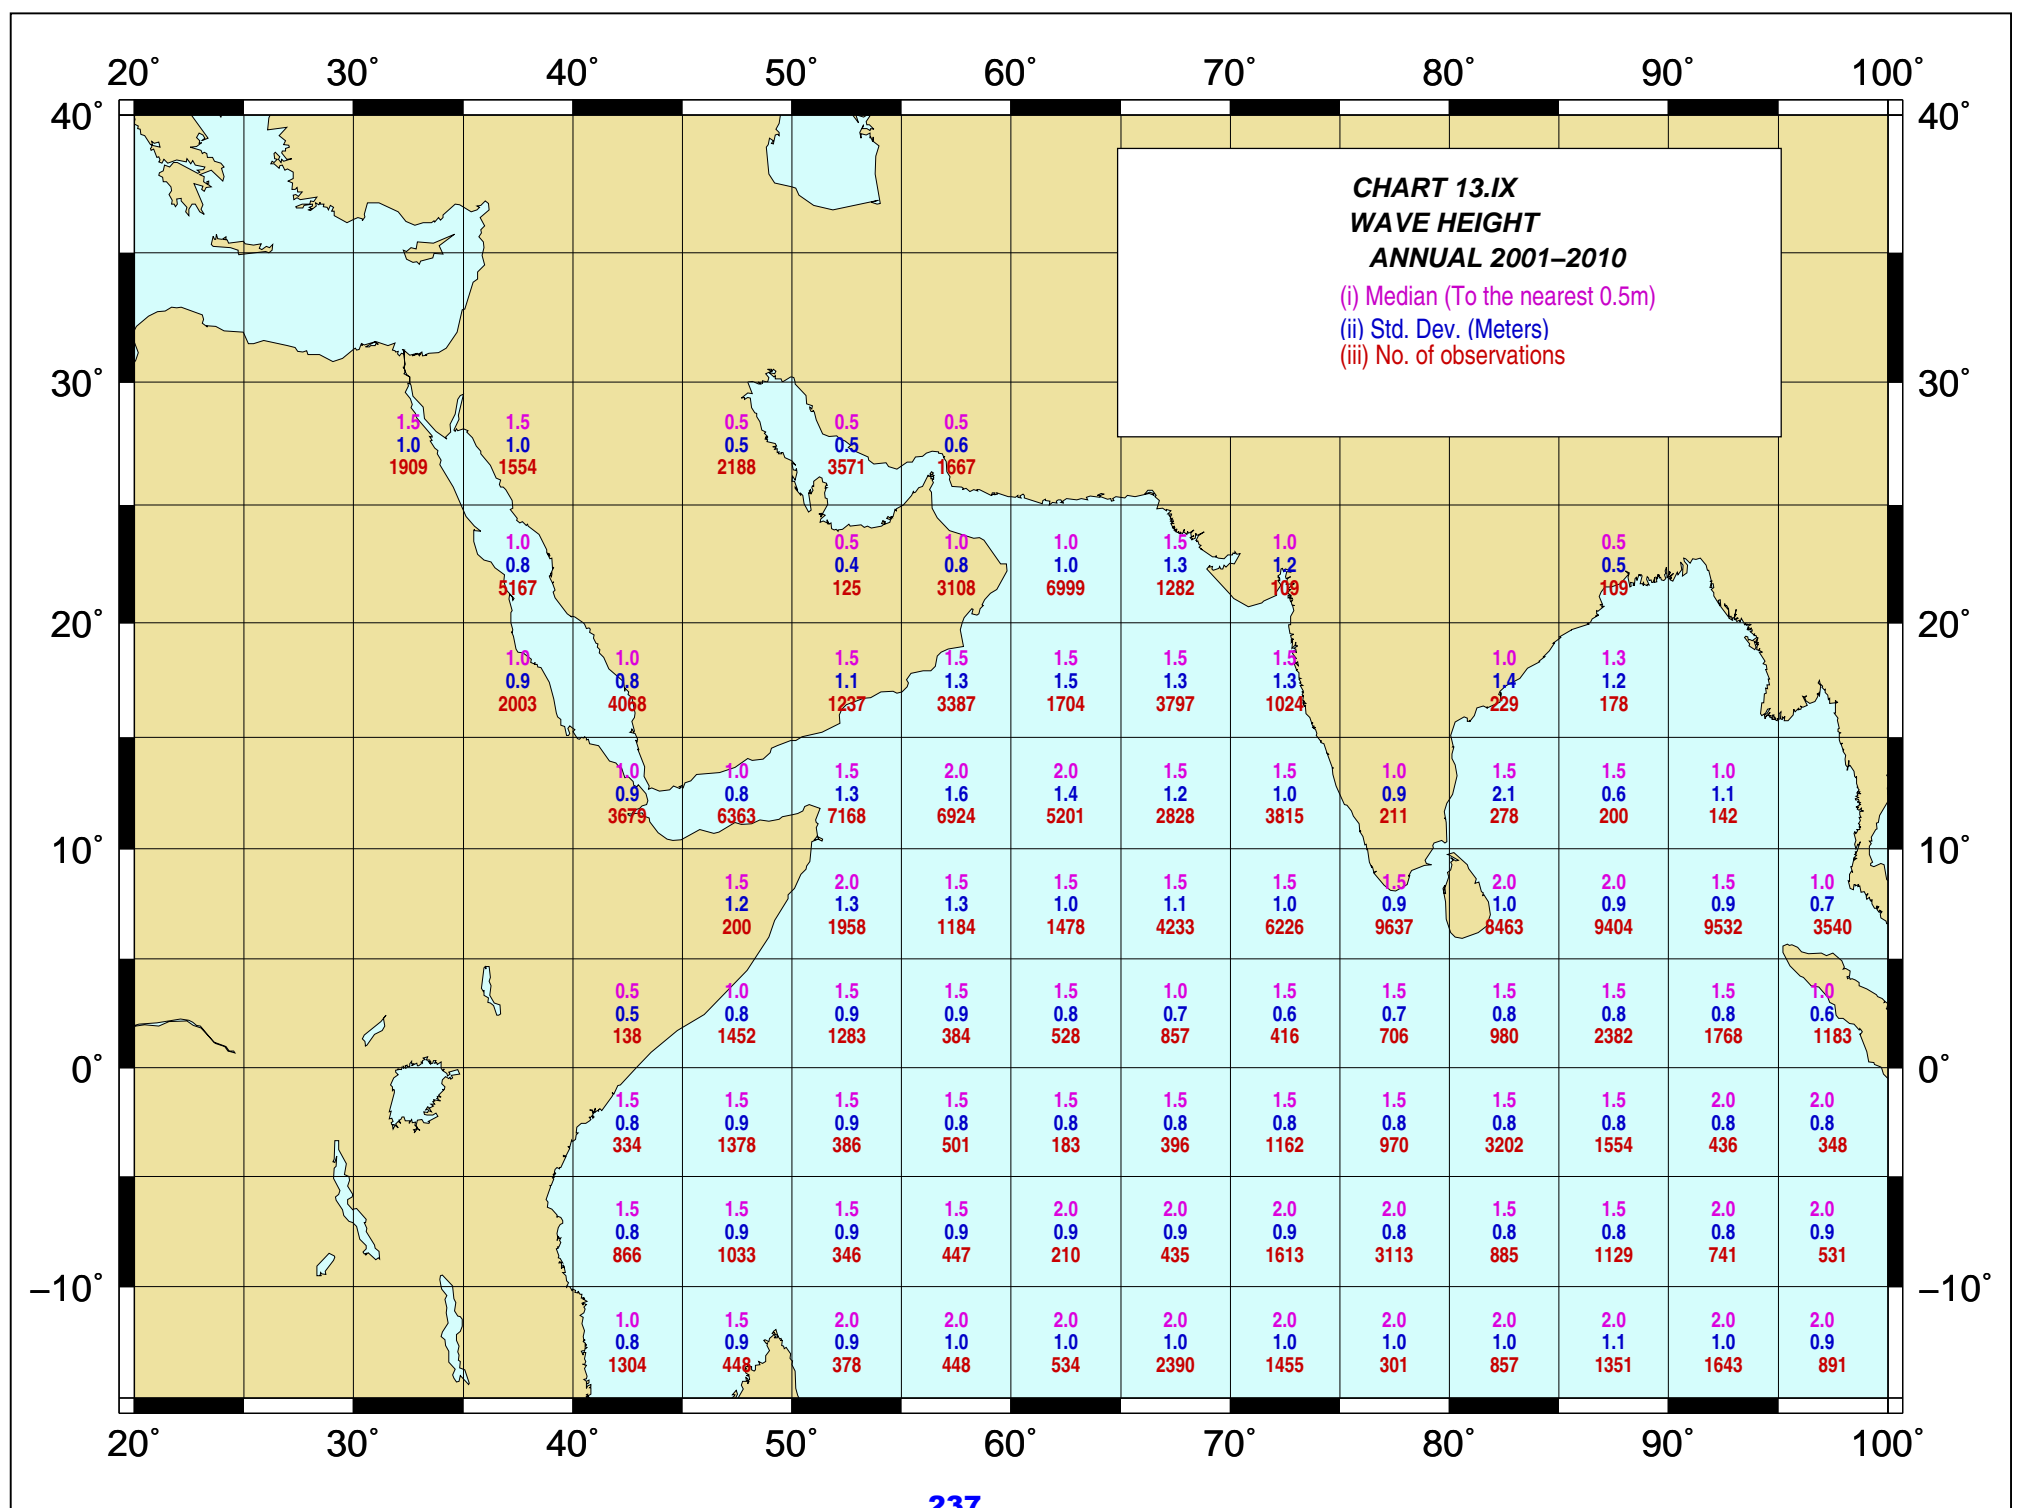 20° 30° 40° 50° 60° 70° 80° 90° 100°
40° 40°
CHART 13.IX
WAVE HEIGHT
ANNUAL 2001–2010
(i) Median (To the nearest 0.5m)
(ii) Std. Dev. (Meters)
(iii) No. of observations
30° 30°
1.5 1.5 0.5 0.5 0.5
1.0 1.0 0.5 0.5 0.6
1909 1554 2188 3571 1667
1.0 0.5 1.0 1.0 1.5 1.0 0.5
0.8 0.4 0.8 1.0 1.3 1.2 0.5
5167 125 3108 6999 1282 109 109
20° 20°
1.0 1.0 1.5 1.5 1.5 1.5 1.5 1.0 1.3
0.9 0.8 1.1 1.3 1.5 1.3 1.3 1.4 1.2
2003 4068 1237 3387 1704 3797 1024 229 178
1.0 1.0 1.5 2.0 2.0 1.5 1.5 1.0 1.5 1.5 1.0
0.9 0.8 1.3 1.6 1.4 1.2 1.0 0.9 2.1 0.6 1.1
3679 6363 7168 6924 5201 2828 3815 211 278 200 142
10° 10°
1.5 2.0 1.5 1.5 1.5 1.5 1.5 2.0 2.0 1.5 1.0
1.2 1.3 1.3 1.0 1.1 1.0 0.9 1.0 0.9 0.9 0.7
200 1958 1184 1478 4233 6226 9637 8463 9404 9532 3540
0.5 1.0 1.5 1.5 1.5 1.0 1.5 1.5 1.5 1.5 1.5 1.0
0.5 0.8 0.9 0.9 0.8 0.7 0.6 0.7 0.8 0.8 0.8 0.6
138 1452 1283 384 528 857 416 706 980 2382 1768 1183
0° 0°
1.5 1.5 1.5 1.5 1.5 1.5 1.5 1.5 1.5 1.5 2.0 2.0
0.8 0.9 0.9 0.8 0.8 0.8 0.8 0.8 0.8 0.8 0.8 0.8
334 1378 386 501 183 396 1162 970 3202 1554 436 348
1.5 1.5 1.5 1.5 2.0 2.0 2.0 2.0 1.5 1.5 2.0 2.0
0.8 0.9 0.9 0.9 0.9 0.9 0.9 0.8 0.8 0.8 0.8 0.9
866 1033 346 447 210 435 1613 3113 885 1129 741 531
−10° −10°
1.0 1.5 2.0 2.0 2.0 2.0 2.0 2.0 2.0 2.0 2.0 2.0
0.8 0.9 0.9 1.0 1.0 1.0 1.0 1.0 1.0 1.1 1.0 0.9
1304 448 378 448 534 2390 1455 301 857 1351 1643 891
20° 30° 40° 50° 60° 70° 80° 90° 100°
237